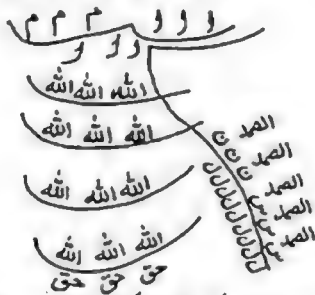 ا ا ا م م م
ا ا ا
الله الله الله
الله الله الله
الله الله الله
الله الله الله
حق حق حق
الصمد
الصمد
الصمد
الصمد
ن ن ن
س س س
ل ل ل ل ل ل ل